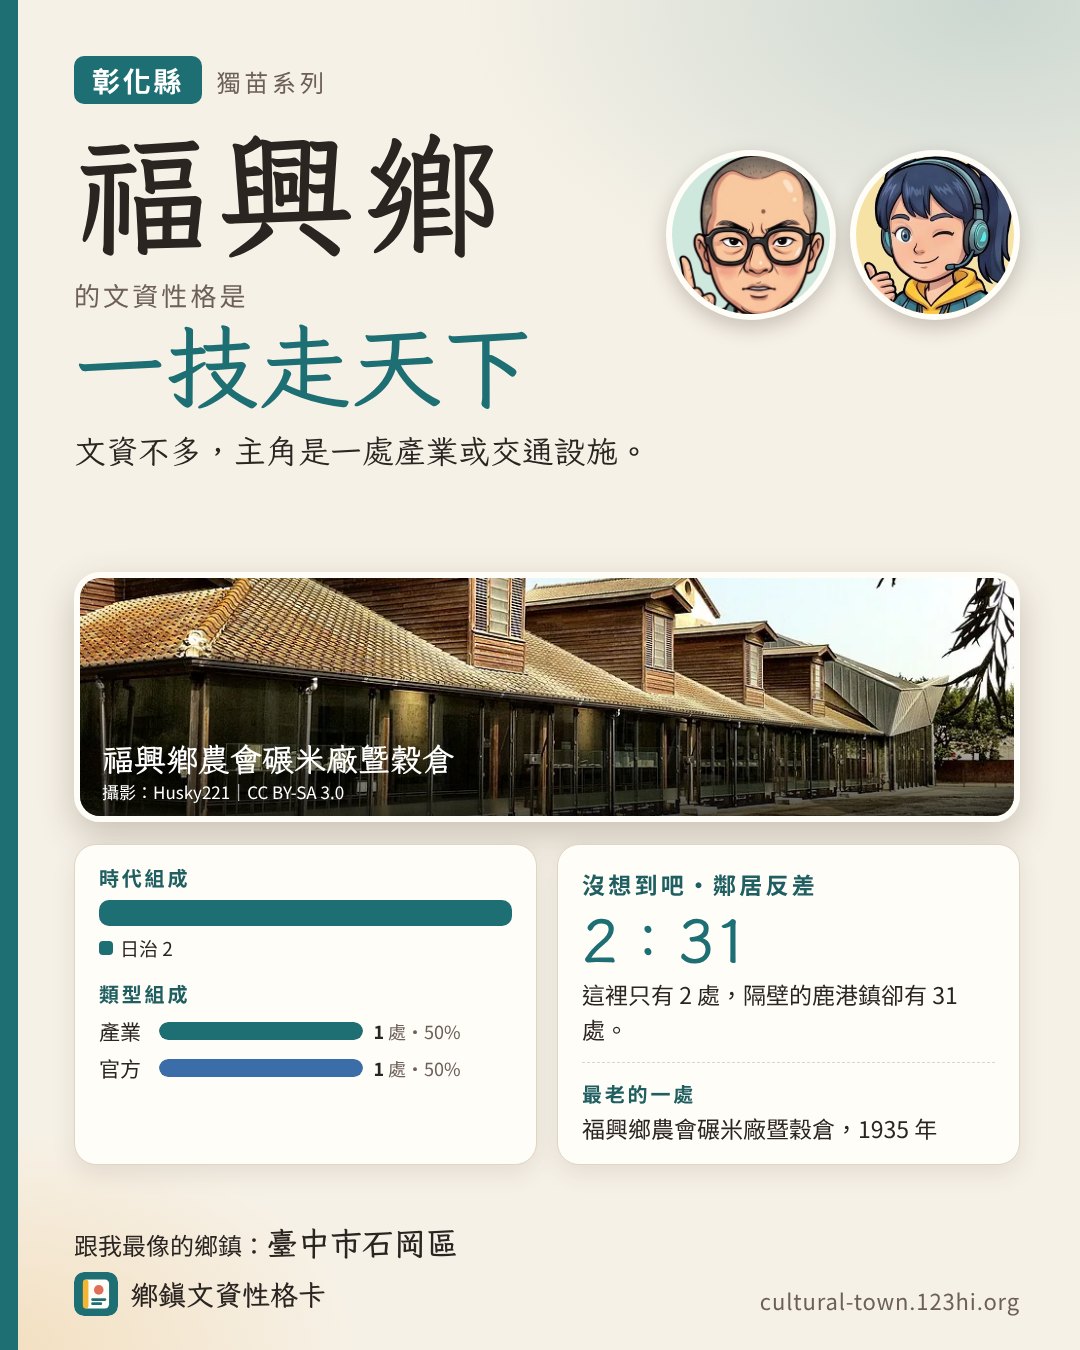 彰化縣 獨苗系列
福興鄉
的文資性格是
一技走天下
文資不多，主角是一處產業或交通設施。
福興鄉農會碾米廠暨穀倉
攝影：Husky221｜CC BY-SA 3.0
時代組成
日治 2
類型組成
產業 1 處・50%
官方 1 處・50%
沒想到吧・鄰居反差
2：31
這裡只有 2 處，隔壁的鹿港鎮卻有 31
處。
最老的一處
福興鄉農會碾米廠暨穀倉，1935 年
跟我最像的鄉鎮：臺中市石岡區
鄉鎮文資性格卡
cultural-town.123hi.org